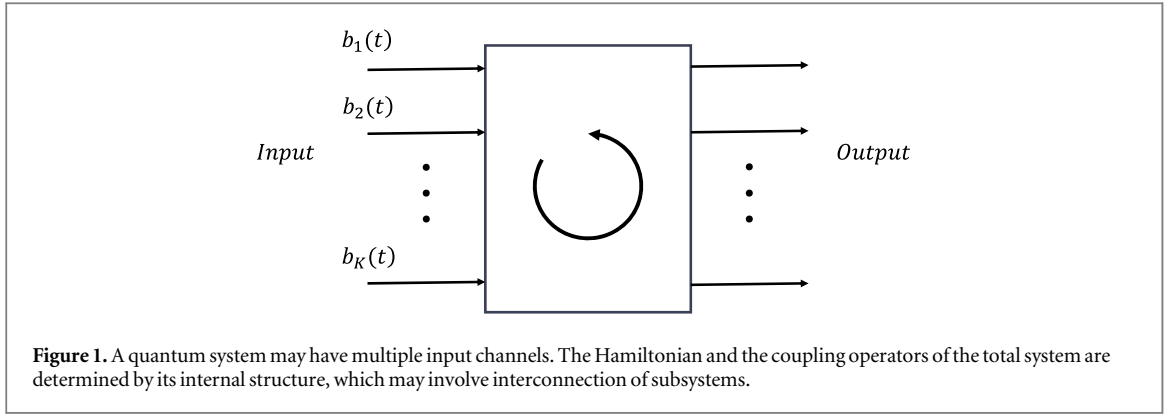 b₁(t)
b₂(t)
Input
Output
b_K(t)
Figure 1. A quantum system may have multiple input channels. The Hamiltonian and the coupling operators of the total system are
determined by its internal structure, which may involve interconnection of subsystems.